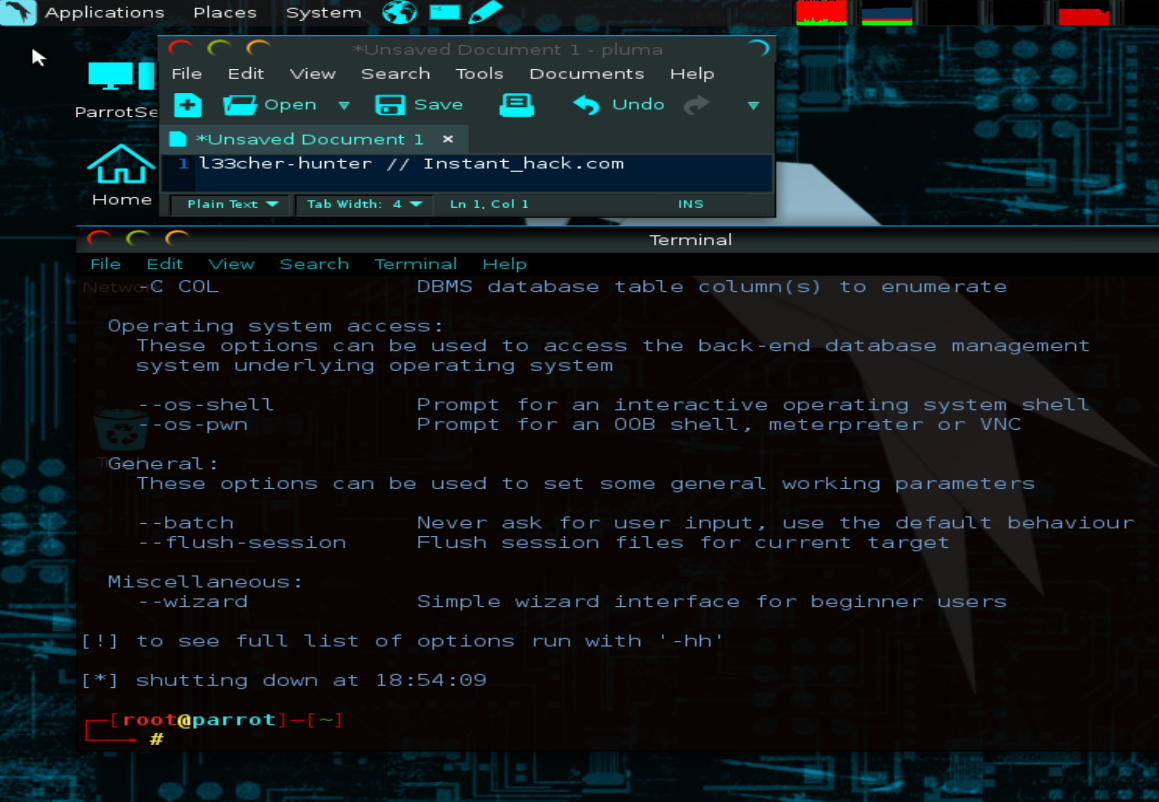 Applications Places System
*Unsaved Document 1 - pluma
File Edit View Search Tools Documents Help
Open Save Undo
ParrotSe
*Unsaved Document 1
1 l33cher-hunter // Instant_hack.com
Home
Plain Text Tab Width: 4 Ln 1, Col 1 INS
Terminal
File Edit View Search Terminal Help
-C COL DBMS database table column(s) to enumerate
Operating system access:
These options can be used to access the back-end database management
system underlying operating system
--os-shell Prompt for an interactive operating system shell
--os-pwn Prompt for an OOB shell, meterpreter or VNC
General:
These options can be used to set some general working parameters
--batch Never ask for user input, use the default behaviour
--flush-session Flush session files for current target
Miscellaneous:
--wizard Simple wizard interface for beginner users
[!] to see full list of options run with '-hh'
[*] shutting down at 18:54:09
[root@parrot]─[~]
#